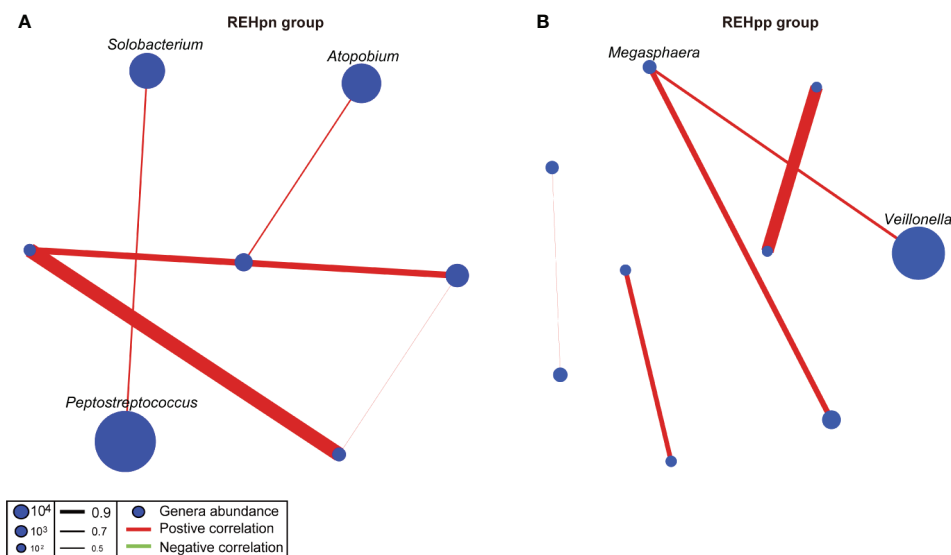 A
REHpn group
B
REHpp group
Solobacterium
Atopobium
Megasphaera
Veillonella
Peptostreptococcus
10⁴ 0.9 Genera abundance
10³ 0.7 Postive correlation
10² 0.5 Negative correlation